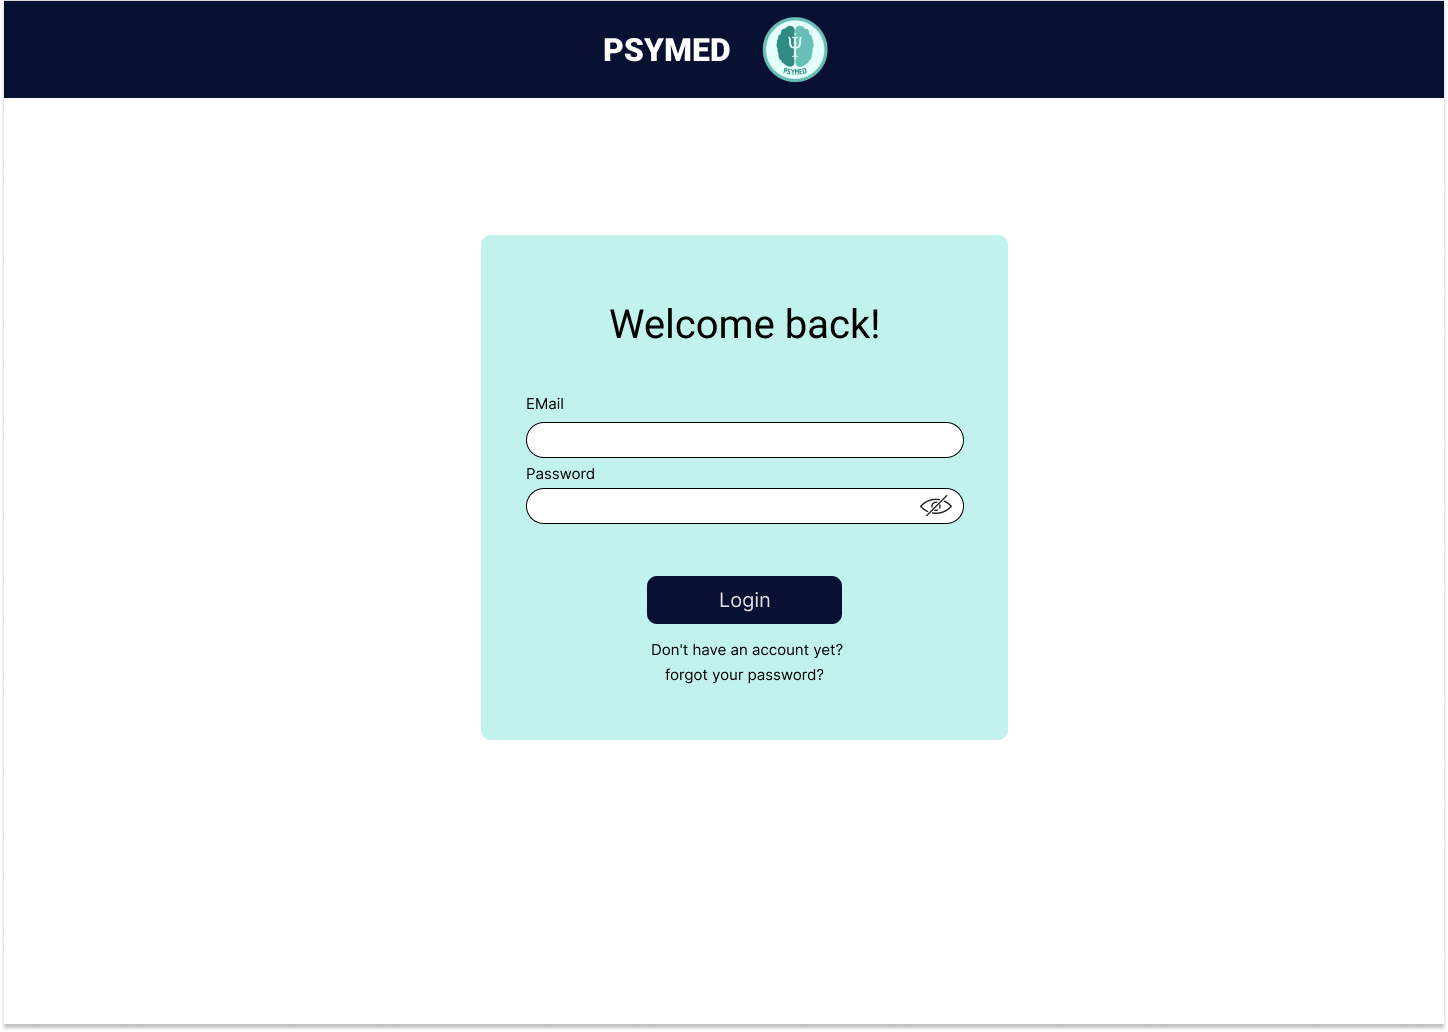 PSYMED
Ψ
PSYMED
Welcome back!
EMail
Password
Login
Don't have an account yet?
forgot your password?